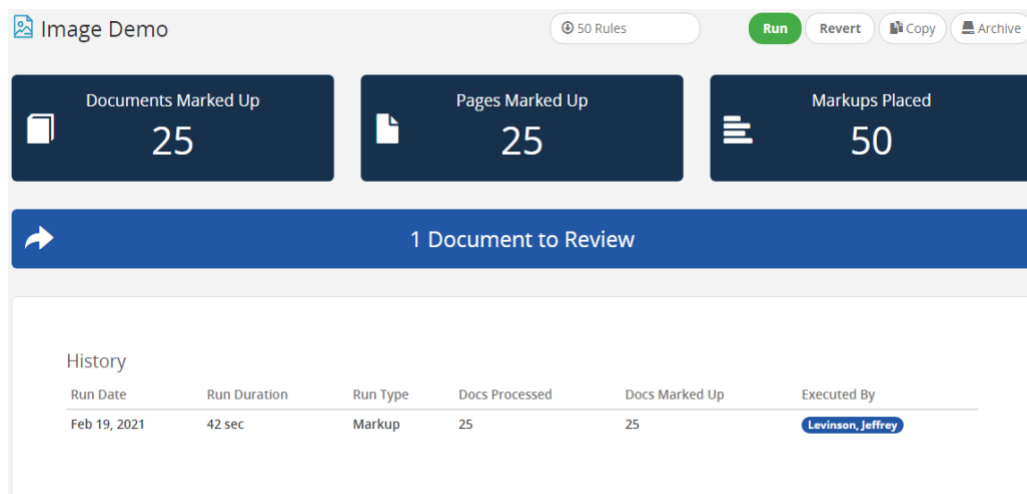 Image Demo
50 Rules
Run
Revert
Copy
Archive
Documents Marked Up
25
Pages Marked Up
25
Markups Placed
50
1 Document to Review
History
Run Date Run Duration Run Type Docs Processed Docs Marked Up Executed By
Feb 19, 2021 42 sec Markup 25 25 Levinson, Jeffrey